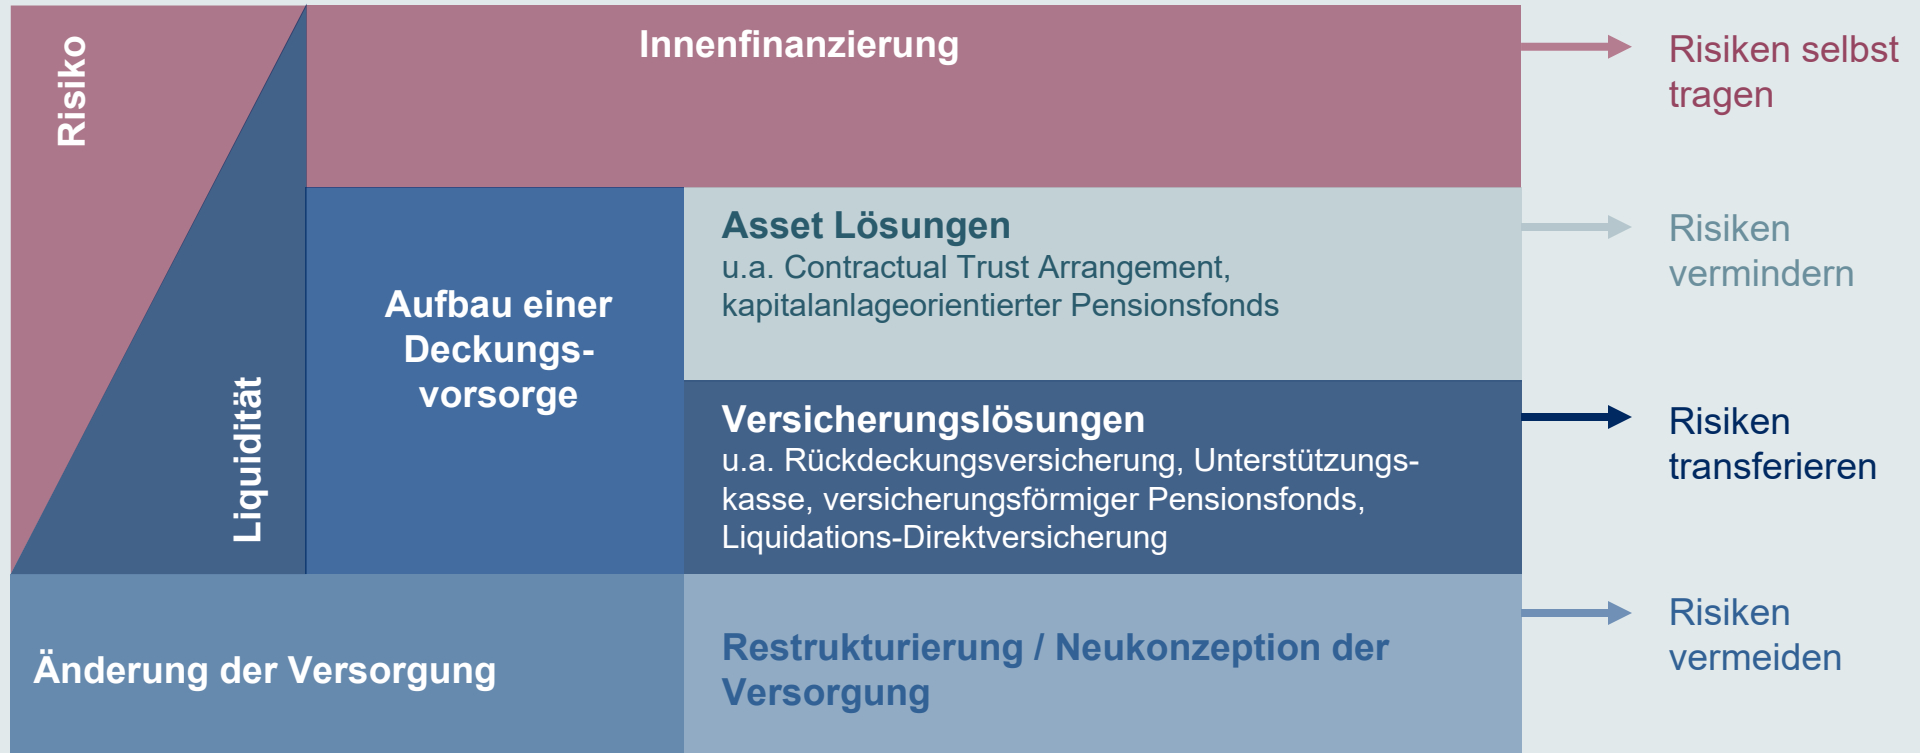 Risiko
Liquidität
Innenfinanzierung
Risiken selbst
tragen
Aufbau einer
Deckungs-
vorsorge
Asset Lösungen
u.a. Contractual Trust Arrangement,
kapitalanlageorientierter Pensionsfonds
Risiken
vermindern
Versicherungslösungen
u.a. Rückdeckungsversicherung, Unterstützungs-
kasse, versicherungsförmiger Pensionsfonds,
Liquidations-Direktversicherung
Risiken
transferieren
Änderung der Versorgung
Restrukturierung / Neukonzeption der
Versorgung
Risiken
vermeiden